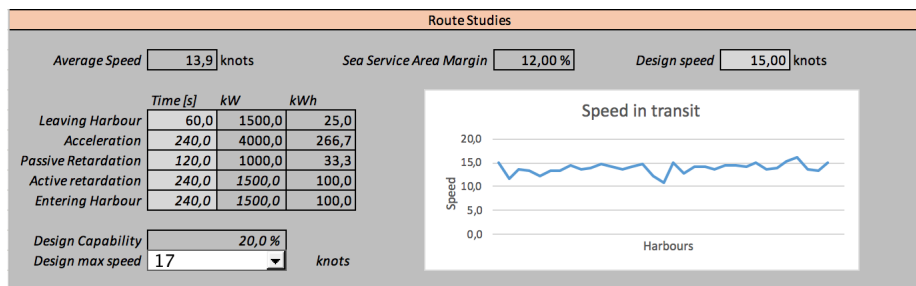 Route Studies
Average Speed 13,9 knots Sea Service Area Margin 12,00 % Design speed 15,00 knots
Time [s] kW kWh
Leaving Harbour 60,0 1500,0 25,0
Acceleration 240,0 4000,0 266,7
Passive Retardation 120,0 1000,0 33,3
Active retardation 240,0 1500,0 100,0
Entering Harbour 240,0 1500,0 100,0
Design Capability 20,0 %
Design max speed 17 knots
Speed in transit
20,0
15,0
10,0
5,0
0,0
Speed
Harbours